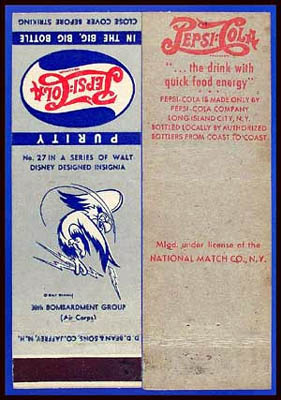 CLOSE COVER BEFORE STRIKING
IN THE BIG, BIG BOTTLE
PEPSI-COLA
PURITY
No. 27 IN A SERIES OF WALT
DISNEY DESIGNED INSIGNIA
© Walt Disney
BOMBARDMENT GROUP
(Air Corps)
D. D. BEAN & SONS, CO., JAFFREY, N.H.
PEPSI-COLA
"... the drink with
quick food energy"
PEPSI-COLA IS MADE ONLY BY
PEPSI-COLA COMPANY
LONG ISLAND CITY, N.Y.
BOTTLED LOCALLY BY AUTHORIZED
BOTTLERS FROM COAST TO COAST
Mfgd. under license of the
NATIONAL MATCH CO., N.Y.